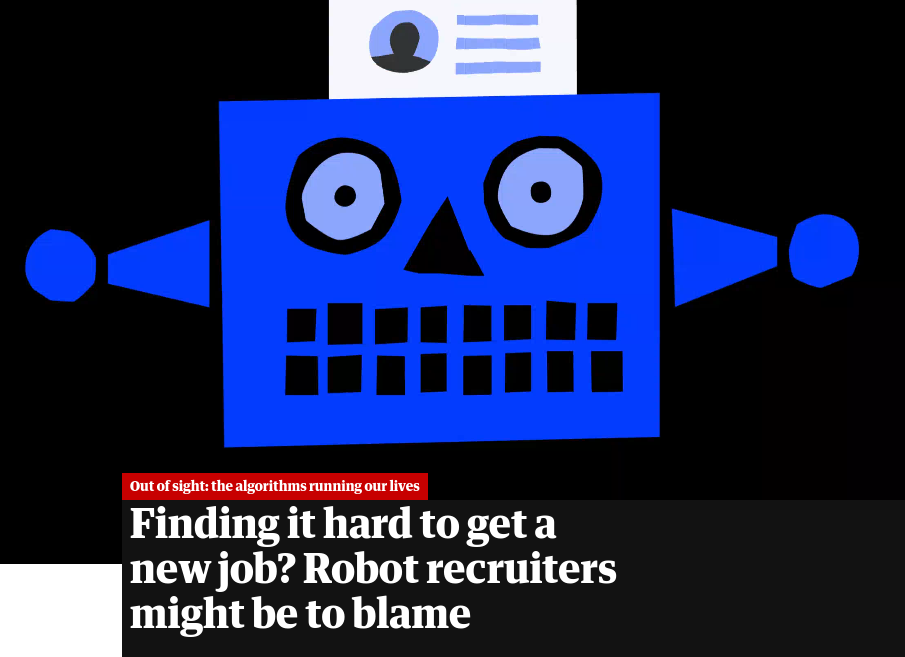 Out of sight: the algorithms running our lives
Finding it hard to get a
new job? Robot recruiters
might be to blame